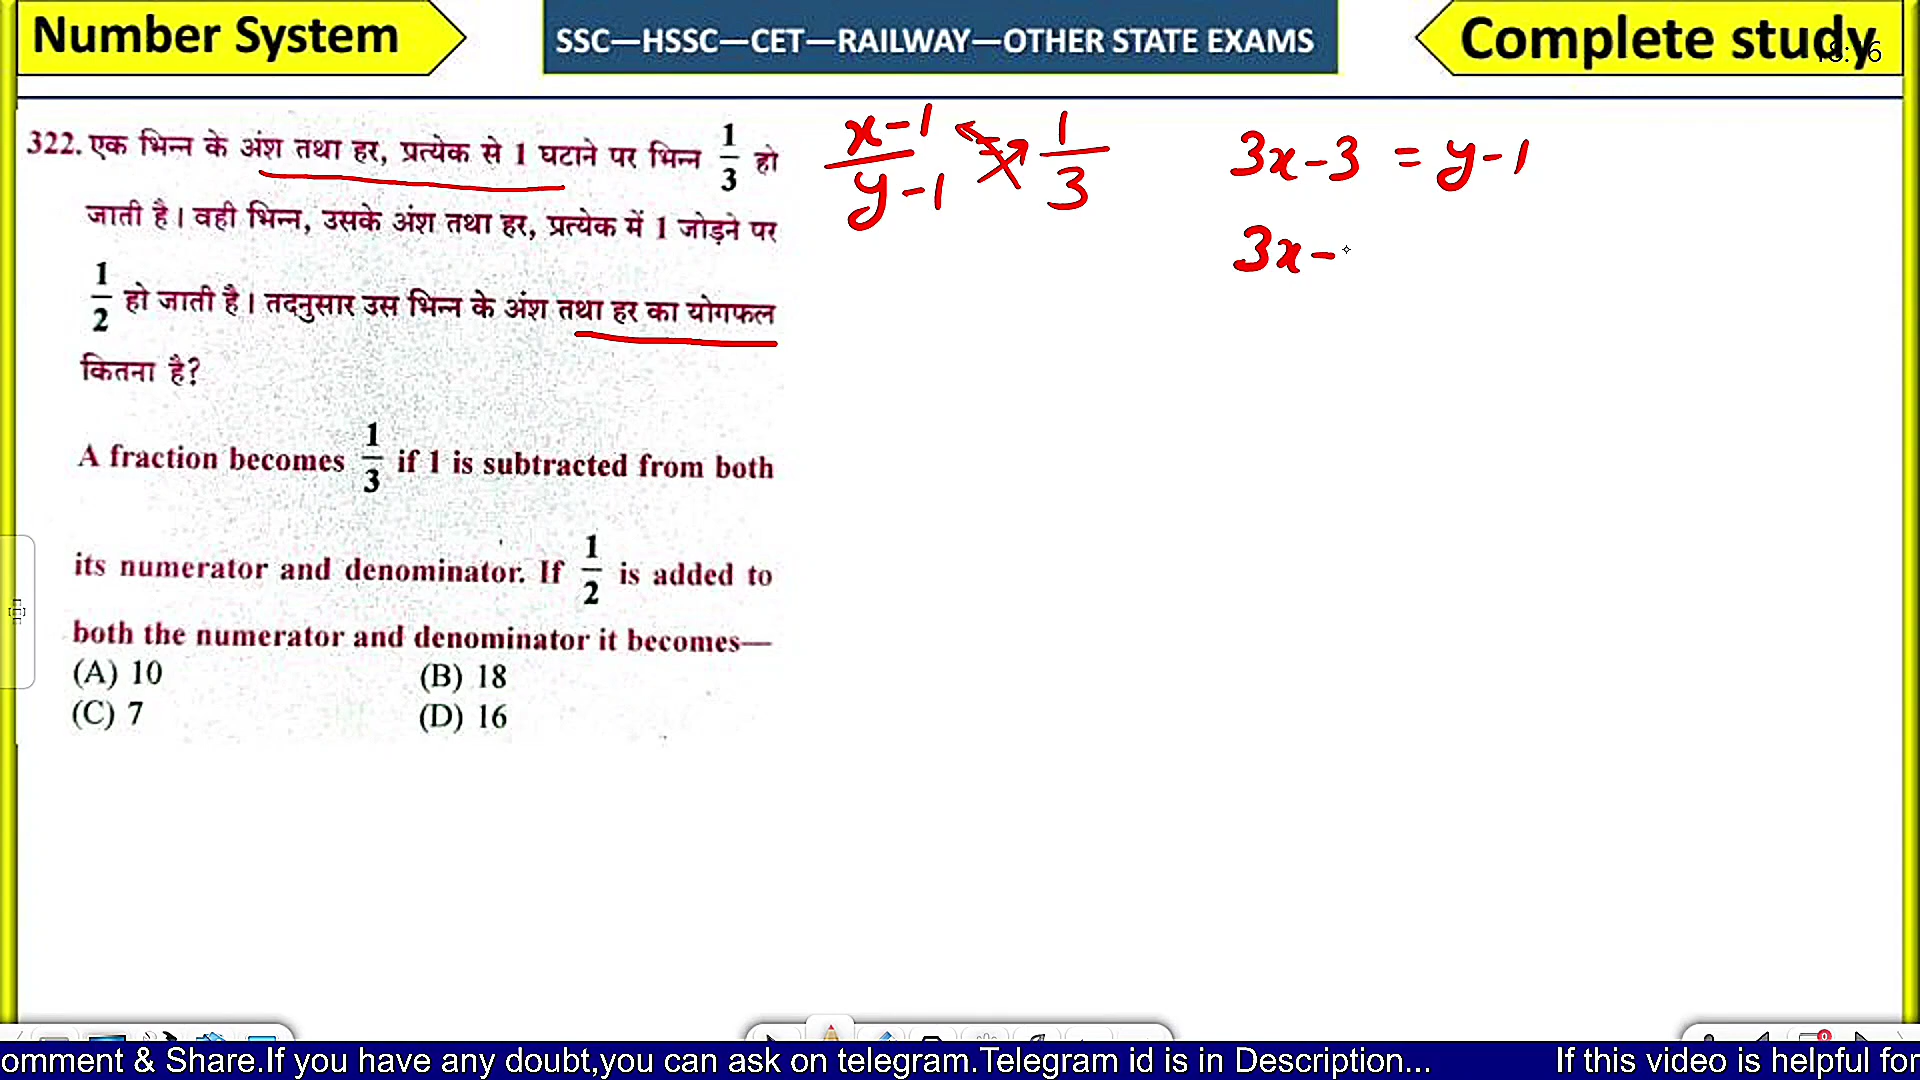 Number System
SSC—HSSC—CET—RAILWAY—OTHER STATE EXAMS
Complete study
322. एक भिन्न के अंश तथा हर, प्रत्येक से 1 घटाने पर भिन्न 1/3 हो
जाती है। वही भिन्न, उसके अंश तथा हर, प्रत्येक में 1 जोड़ने पर
1/2 हो जाती है। तदनुसार उस भिन्न के अंश तथा हर का योगफल
कितना है?
A fraction becomes 1/3 if 1 is subtracted from both
its numerator and denominator. If 1/2 is added to
both the numerator and denominator it becomes—
(A) 10 (B) 18
(C) 7 (D) 16
x-1/y-1 1/3
3x-3 = y-1
3x-
omment & Share.If you have any doubt,you can ask on telegram.Telegram id is in Description... If this video is helpful for